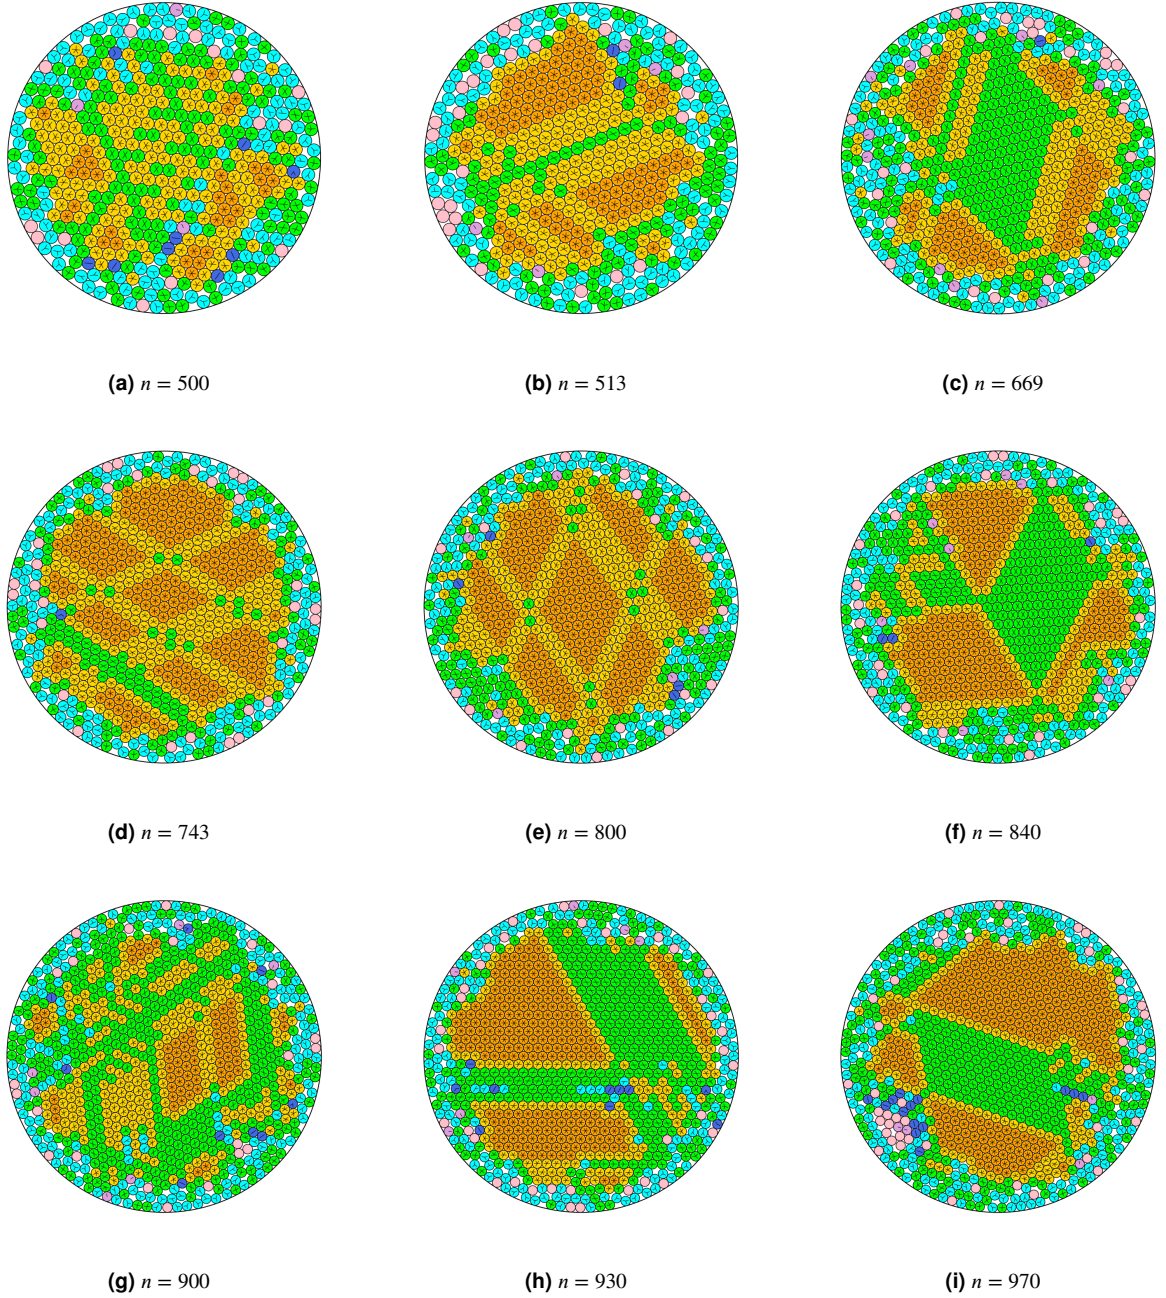 (a) n = 500
(b) n = 513
(c) n = 669
(d) n = 743
(e) n = 800
(f) n = 840
(g) n = 900
(h) n = 930
(i) n = 970